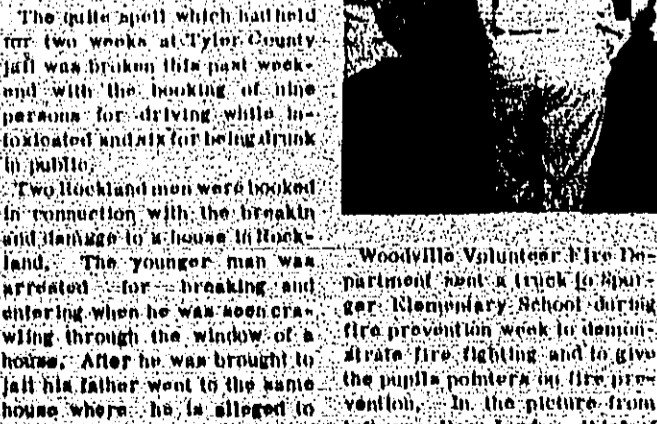 The quite spell which had held
for two weeks at Tyler County
jail was broken this past week-
end with the booking of nine
persons for driving while in-
toxicated and six for being drunk
in public.
Two Rockland men were booked
in connection with the breakin
and damage to a house in Rock-
land. The younger man was
arrested for breaking and
entering when he was seen cra-
wling through the window of a
house. After he was brought to
jail his father went to the same
house where he is alleged to
Woodville Volunteer Fire De-
partment sent a truck to Spur-
ger Elementary School during
fire prevention week to demon-
strate fire fighting and to give
the pupils pointers on fire pre-
vention. In the picture from